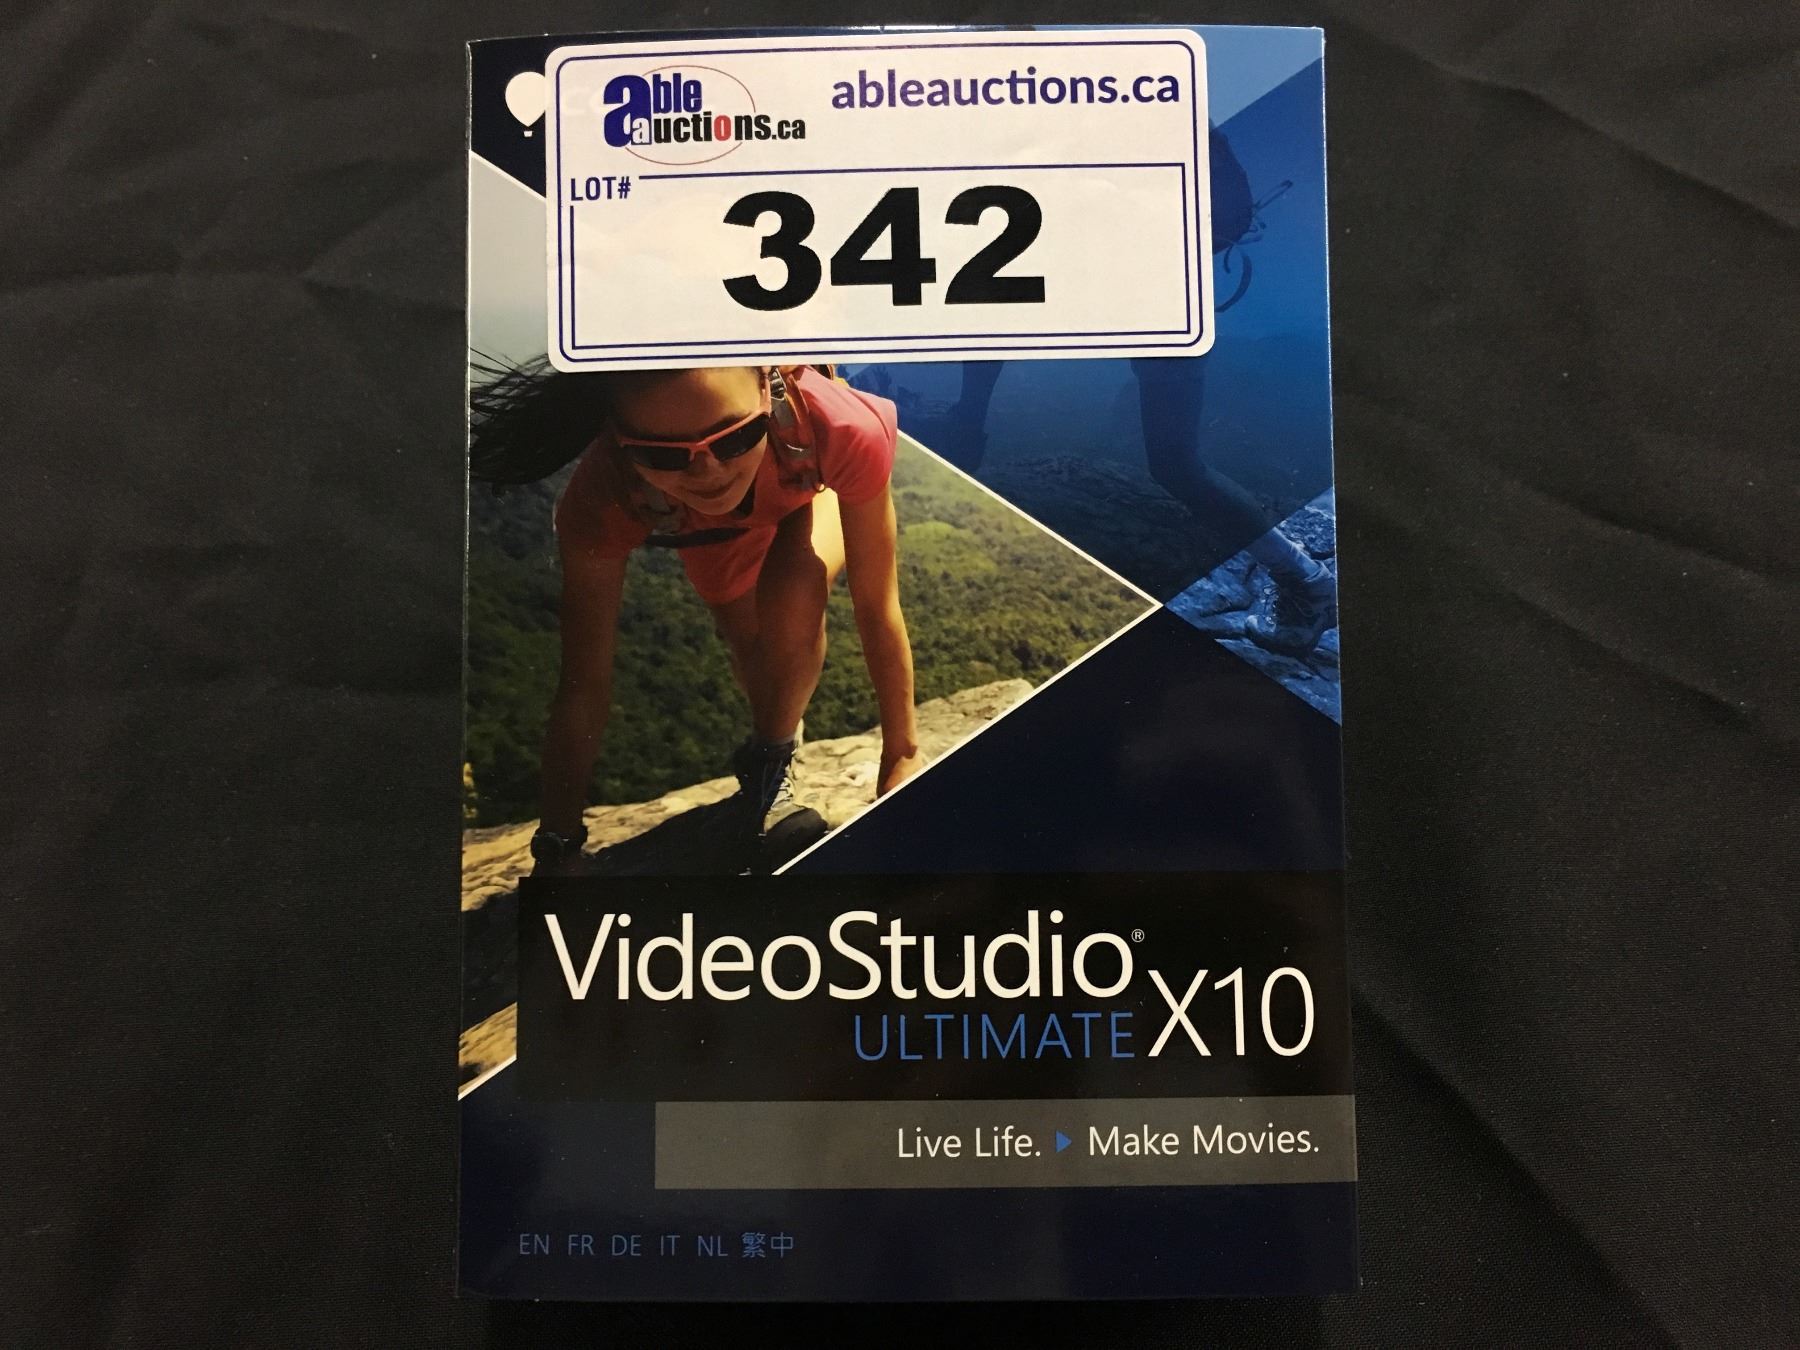 able
auctions.ca
ableauctions.ca
LOT#
342
VideoStudio®
ULTIMATE X10
Live Life. Make Movies.
EN FR DE IT NL 繁中